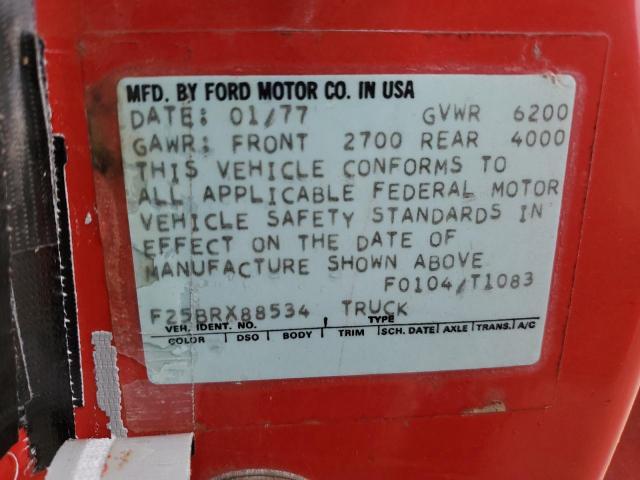 MFD. BY FORD MOTOR CO. IN USA
DATE: 01/77 GVWR 6200
GAWR: FRONT 2700 REAR 4000
THIS VEHICLE CONFORMS TO
ALL APPLICABLE FEDERAL MOTOR
VEHICLE SAFETY STANDARDS IN
EFFECT ON THE DATE OF
MANUFACTURE SHOWN ABOVE
F0104/T1083
F25BRX88534 TRUCK
VEH. IDENT. NO. TYPE
COLOR DSO BODY TRIM SCH. DATE AXLE TRANS. A/C